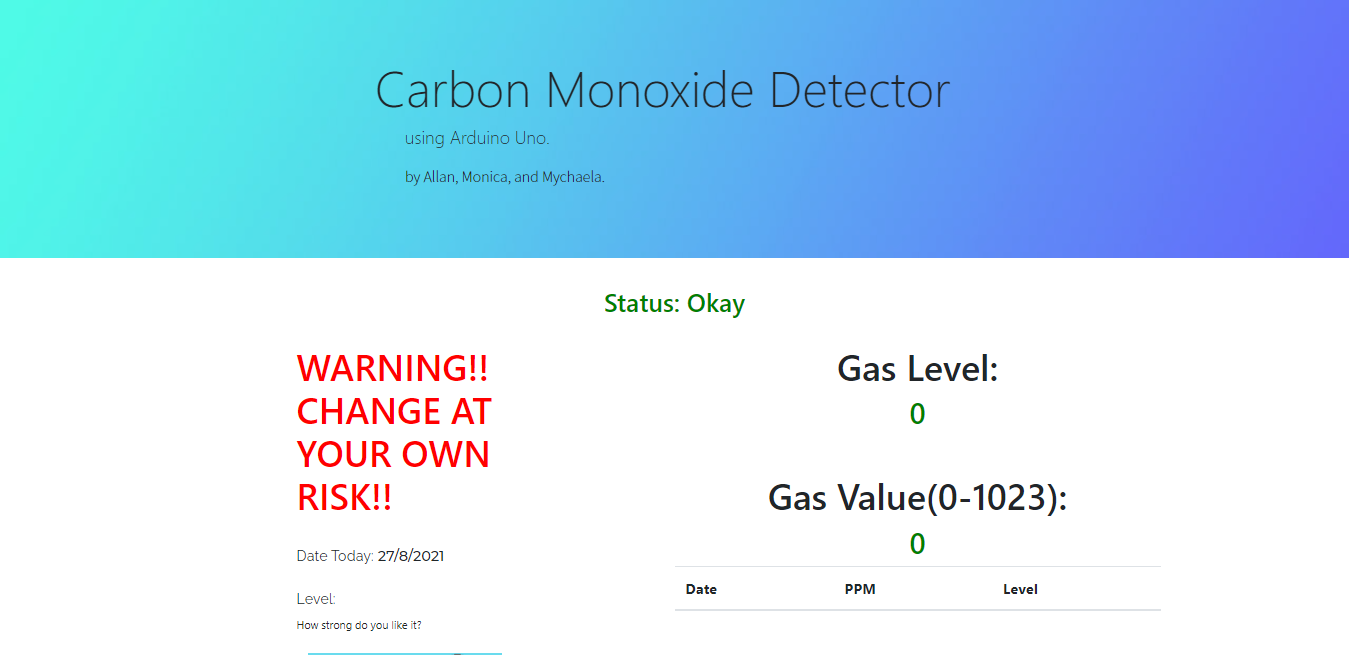 Carbon Monoxide Detector
using Arduino Uno.
by Allan, Monica, and Mychaela.
Status: Okay
WARNING!!
CHANGE AT
YOUR OWN
RISK!!
Date Today: 27/8/2021
Level:
How strong do you like it?
Gas Level:
0
Gas Value(0-1023):
0
Date PPM Level